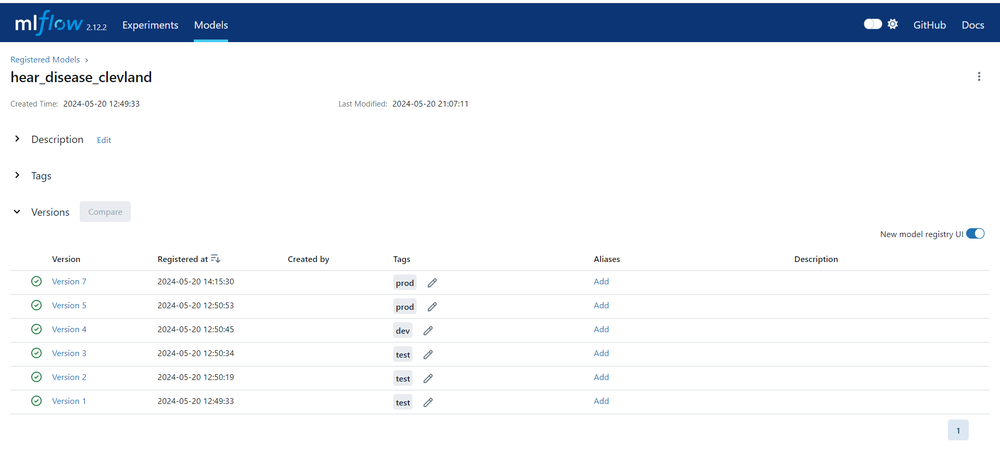 mlflow 2.12.2 Experiments Models GitHub Docs
Registered Models
hear_disease_clevland
Created Time: 2024-05-20 12:49:33 Last Modified: 2024-05-20 21:07:11
Description Edit
Tags
Versions Compare
New model registry UI
Version Registered at Created by Tags Aliases Description
Version 7 2024-05-20 14:15:30 prod Add
Version 5 2024-05-20 12:50:53 prod Add
Version 4 2024-05-20 12:50:45 dev Add
Version 3 2024-05-20 12:50:34 test Add
Version 2 2024-05-20 12:50:19 test Add
Version 1 2024-05-20 12:49:33 test Add
1